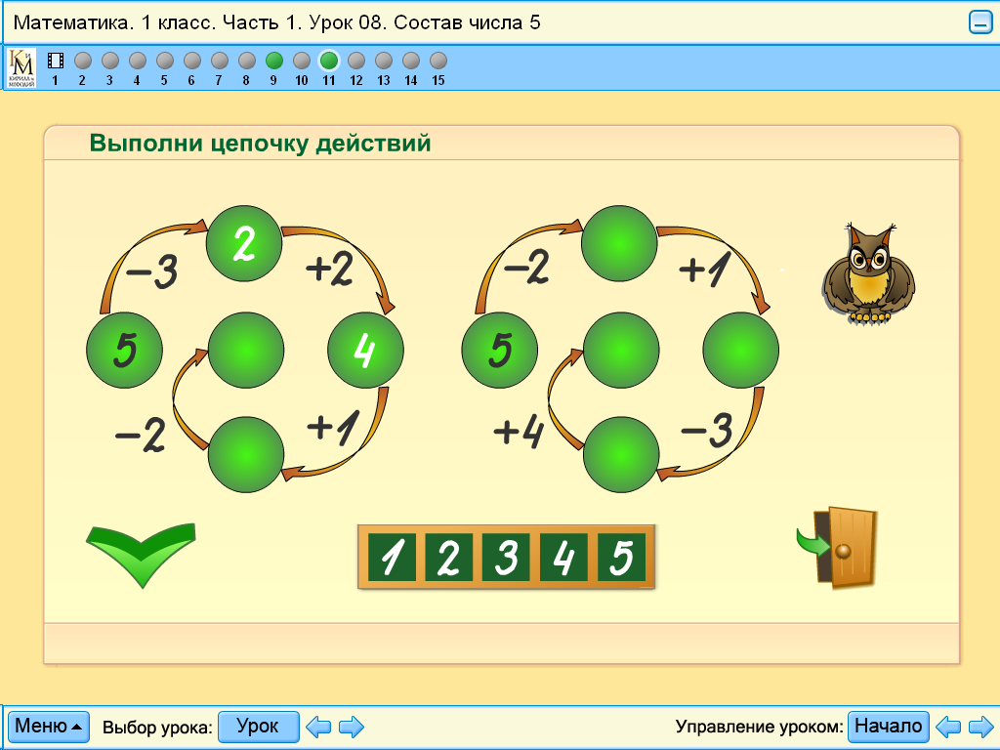 Математика. 1 класс. Часть 1. Урок 08. Состав числа 5
К и М
КИРИЛЛ И
МЕФОДИЙ
1 2 3 4 5 6 7 8 9 10 11 12 13 14 15
Выполни цепочку действий
2
−3 +2 −2 +1
5 4 5
−2 +1 +4 −3
1 2 3 4 5
Меню Выбор урока: Урок Управление уроком: Начало